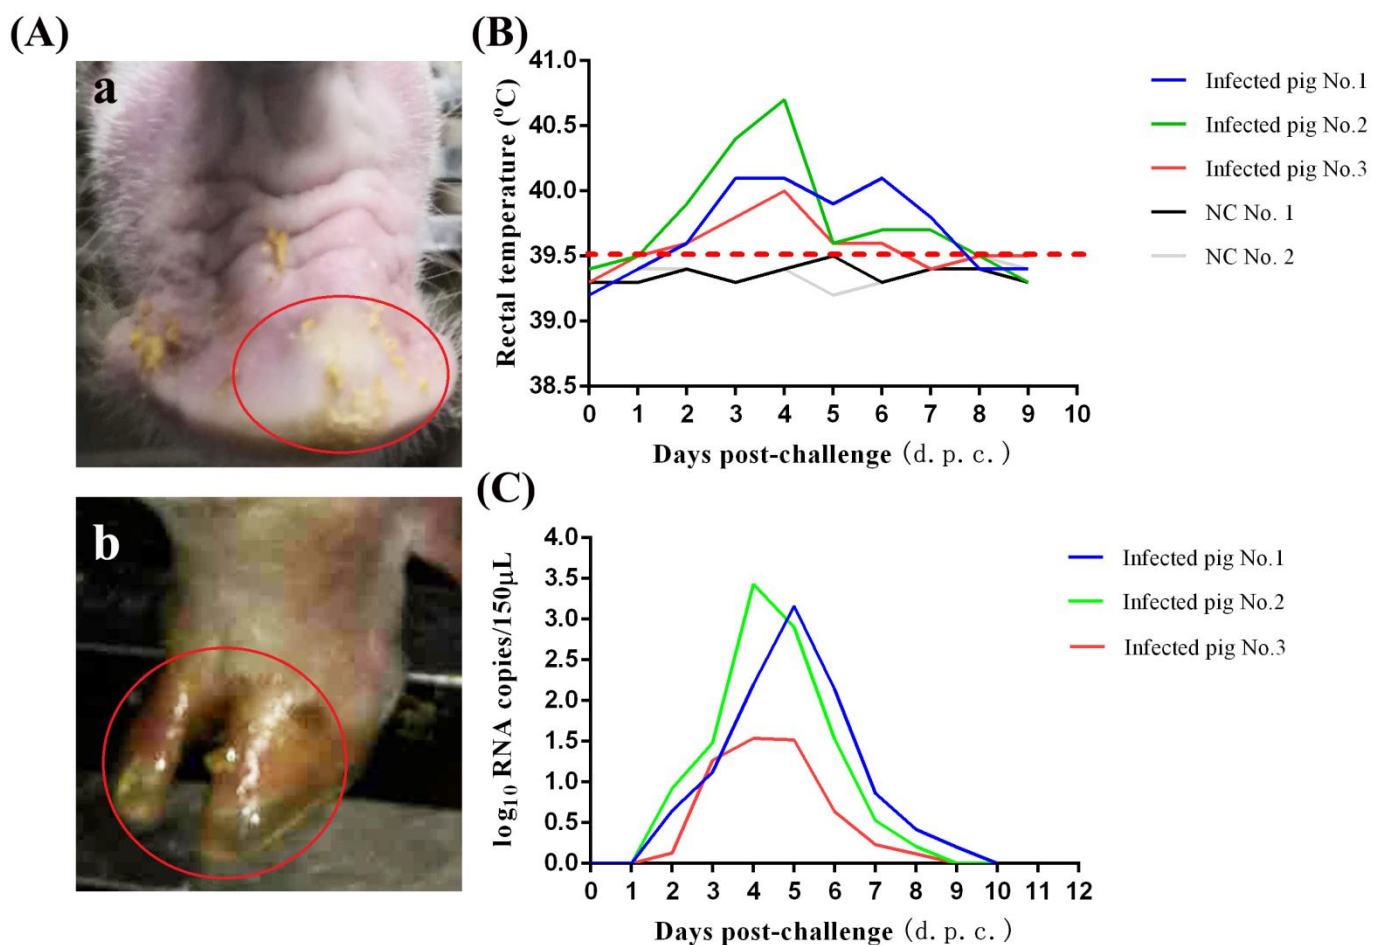 (A)
a
b
(B)
Rectal temperature (°C)
41.0
40.5
40.0
39.5
39.0
38.5
0 1 2 3 4 5 6 7 8 9 10
Days post-challenge (d. p. c. )
Infected pig No.1
Infected pig No.2
Infected pig No.3
NC No. 1
NC No. 2
(C)
log₁₀ RNA copies/150μL
4.0
3.5
3.0
2.5
2.0
1.5
1.0
0.5
0.0
0 1 2 3 4 5 6 7 8 9 10 11 12
Days post-challenge (d. p. c. )
Infected pig No.1
Infected pig No.2
Infected pig No.3